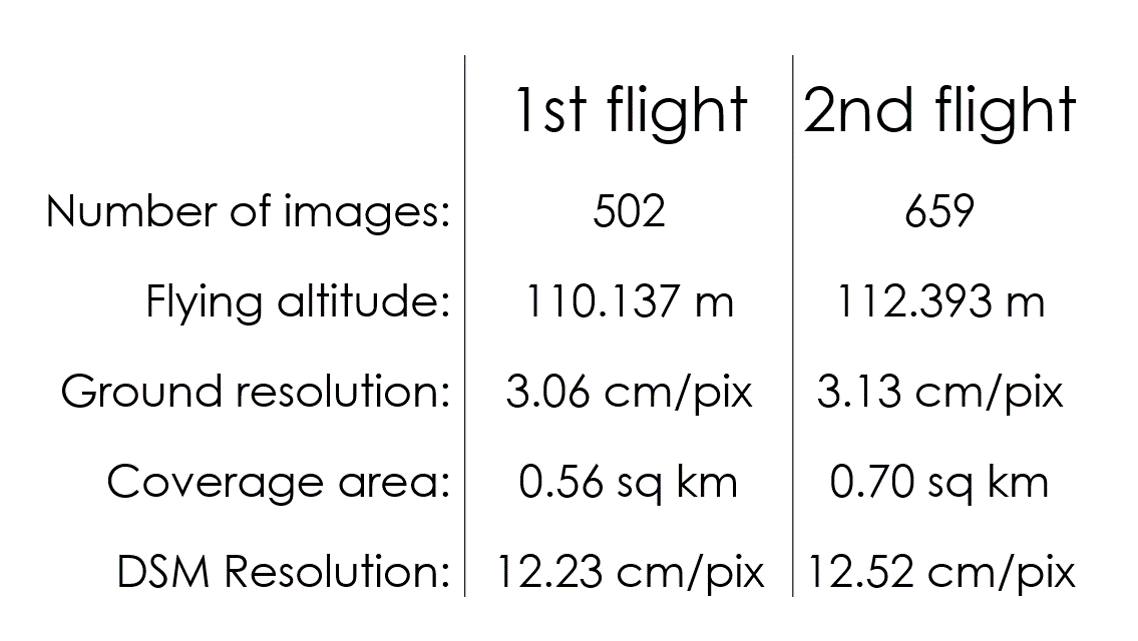 1st flight 2nd flight
Number of images: 502 659
Flying altitude: 110.137 m 112.393 m
Ground resolution: 3.06 cm/pix 3.13 cm/pix
Coverage area: 0.56 sq km 0.70 sq km
DSM Resolution: 12.23 cm/pix 12.52 cm/pix